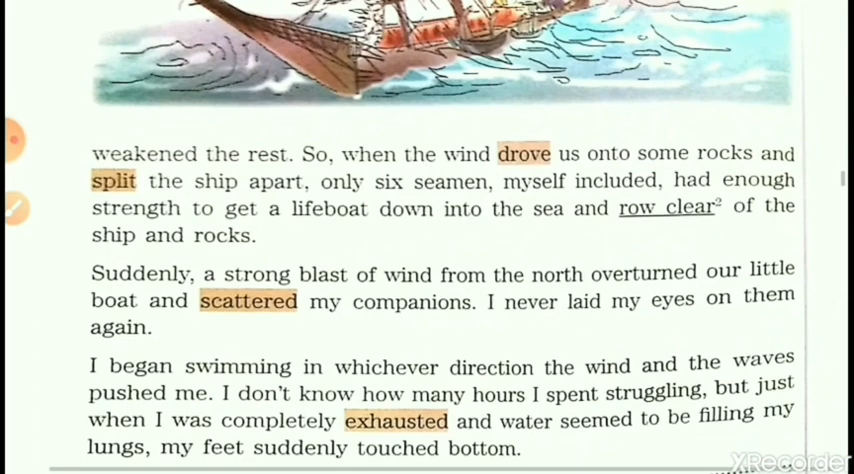 weakened the rest. So, when the wind drove us onto some rocks and
split the ship apart, only six seamen, myself included, had enough
strength to get a lifeboat down into the sea and row clear² of the
ship and rocks.
Suddenly, a strong blast of wind from the north overturned our little
boat and scattered my companions. I never laid my eyes on them
again.
I began swimming in whichever direction the wind and the waves
pushed me. I don't know how many hours I spent struggling, but just
when I was completely exhausted and water seemed to be filling my
lungs, my feet suddenly touched bottom.
XRecorder